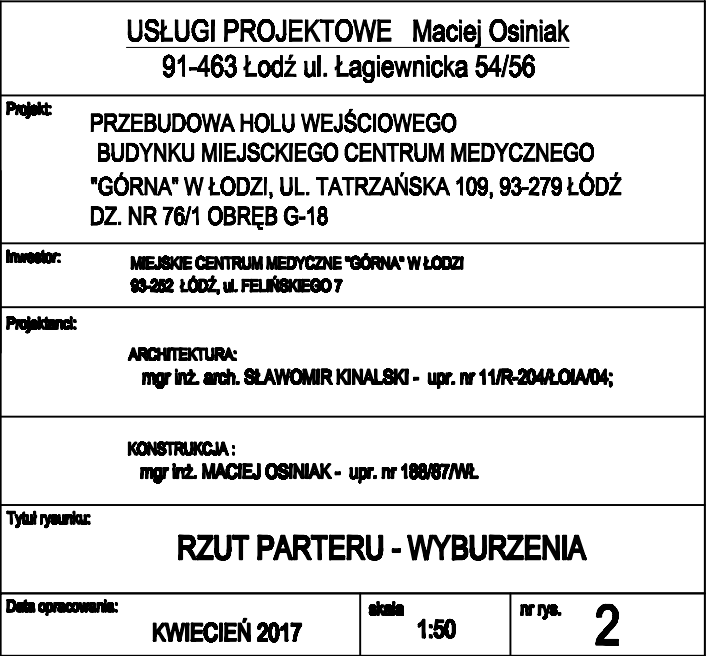 USŁUGI PROJEKTOWE Maciej Osiniak
91-463 Łodź ul. Łagiewnicka 54/56
Projekt:
PRZEBUDOWA HOLU WEJŚCIOWEGO
BUDYNKU MIEJSCKIEGO CENTRUM MEDYCZNEGO
"GÓRNA" W ŁODZI, UL. TATRZAŃSKA 109, 93-279 ŁÓDŹ
DZ. NR 76/1 OBRĘB G-18
Inwestor:
MIEJSKIE CENTRUM MEDYCZNE "GÓRNA" W ŁODZI
93-252 ŁÓDŹ, ul. FELIŃSKIEGO 7
Projektanci:
ARCHITEKTURA:
mgr inż. arch. SŁAWOMIR KINALSKI - upr. nr 11/R-204/ŁOIA/04;
KONSTRUKCJA :
mgr inż. MACIEJ OSINIAK - upr. nr 188/87/WŁ
Tytuł rysunku:
RZUT PARTERU - WYBURZENIA
Data opracowania:
KWIECIEŃ 2017
skala
1:50
nr rys.
2